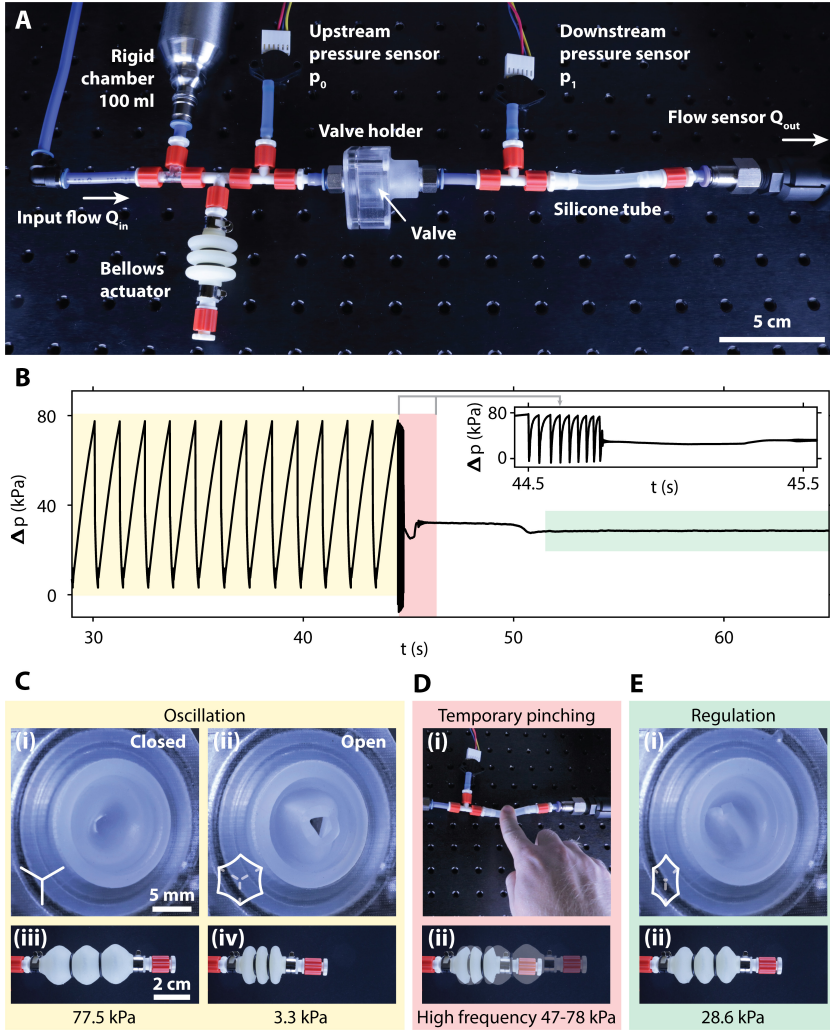 A
Rigid
chamber
100 ml
Upstream
pressure sensor
p0
Downstream
pressure sensor
p1
Valve holder
Flow sensor Qout
Input flow Qin
Valve
Silicone tube
Bellows
actuator
5 cm
B
80
40
0
Δp (kPa)
30
40
50
60
t (s)
80
0
Δp (kPa)
44.5
45.5
t (s)
C
Oscillation
(i)
Closed
5 mm
(ii)
Open
(iii)
2 cm
(iv)
77.5 kPa
3.3 kPa
D
Temporary pinching
(i)
(ii)
High frequency 47-78 kPa
E
Regulation
(i)
(ii)
28.6 kPa